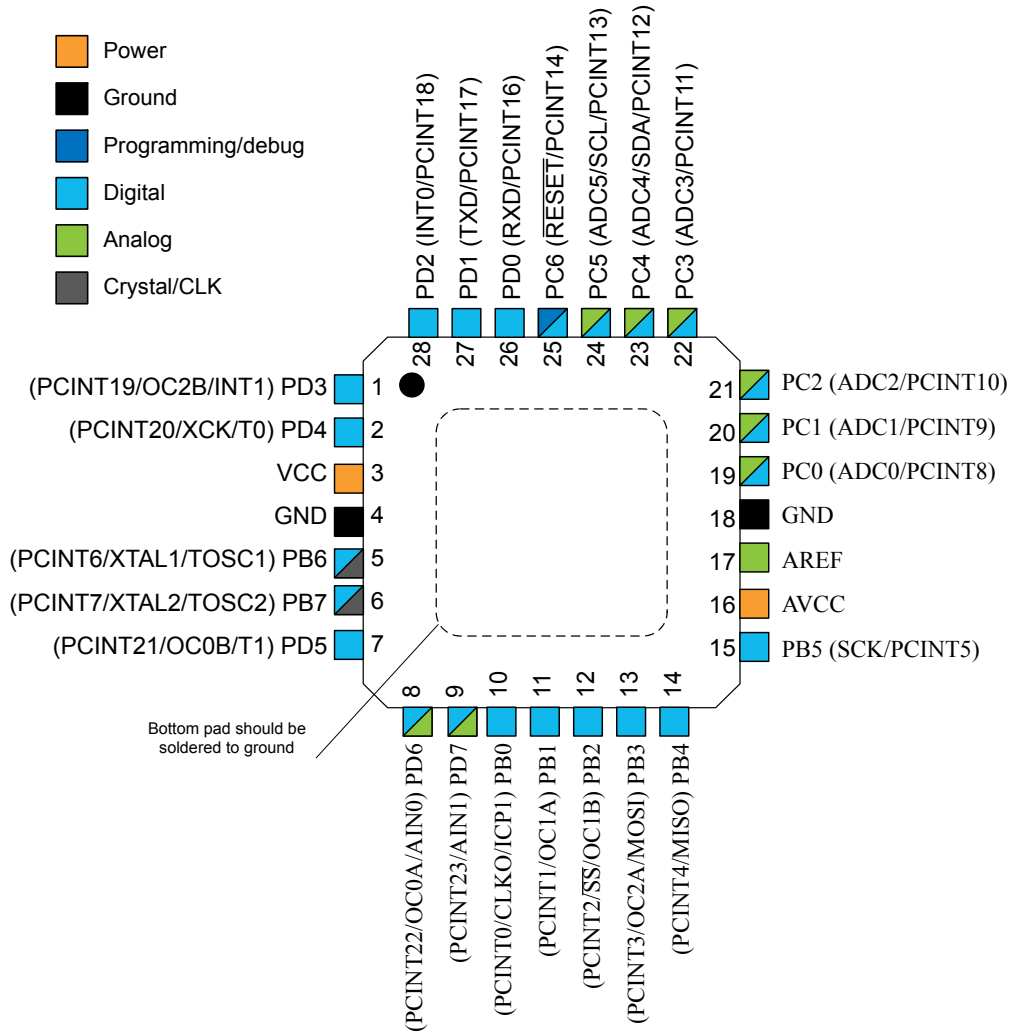 Power
Ground
Programming/debug
Digital
Analog
Crystal/CLK
PD2 (INT0/PCINT18)
PD1 (TXD/PCINT17)
PD0 (RXD/PCINT16)
PC6 (RESET/PCINT14)
PC5 (ADC5/SCL/PCINT13)
PC4 (ADC4/SDA/PCINT12)
PC3 (ADC3/PCINT11)
28
27
26
25
24
23
22
(PCINT19/OC2B/INT1) PD3 1
(PCINT20/XCK/T0) PD4 2
VCC 3
GND 4
(PCINT6/XTAL1/TOSC1) PB6 5
(PCINT7/XTAL2/TOSC2) PB7 6
(PCINT21/OC0B/T1) PD5 7
21 PC2 (ADC2/PCINT10)
20 PC1 (ADC1/PCINT9)
19 PC0 (ADC0/PCINT8)
18 GND
17 AREF
16 AVCC
15 PB5 (SCK/PCINT5)
8
9
10
11
12
13
14
Bottom pad should be
soldered to ground
(PCINT22/OC0A/AIN0) PD6
(PCINT23/AIN1) PD7
(PCINT0/CLKO/ICP1) PB0
(PCINT1/OC1A) PB1
(PCINT2/SS/OC1B) PB2
(PCINT3/OC2A/MOSI) PB3
(PCINT4/MISO) PB4